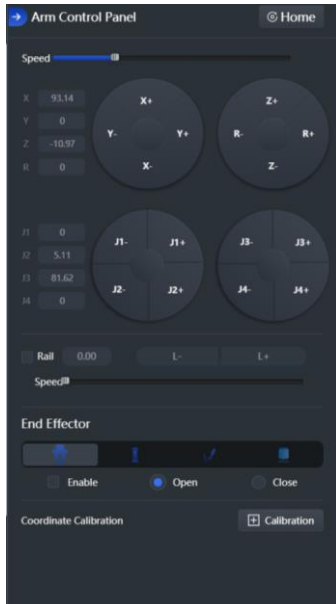 Arm Control Panel
Home
Speed
X 93.14
Y 0
Z -10.97
R 0
X+
Y- Y+
X-
Z+
R- R+
Z-
J1 0
J2 5.11
J3 81.62
J4 0
J1- J1+
J2- J2+
J3- J3+
J4- J4+
Rail 0.00 L- L+
Speed
End Effector
Enable Open Close
Coordinate Calibration Calibration